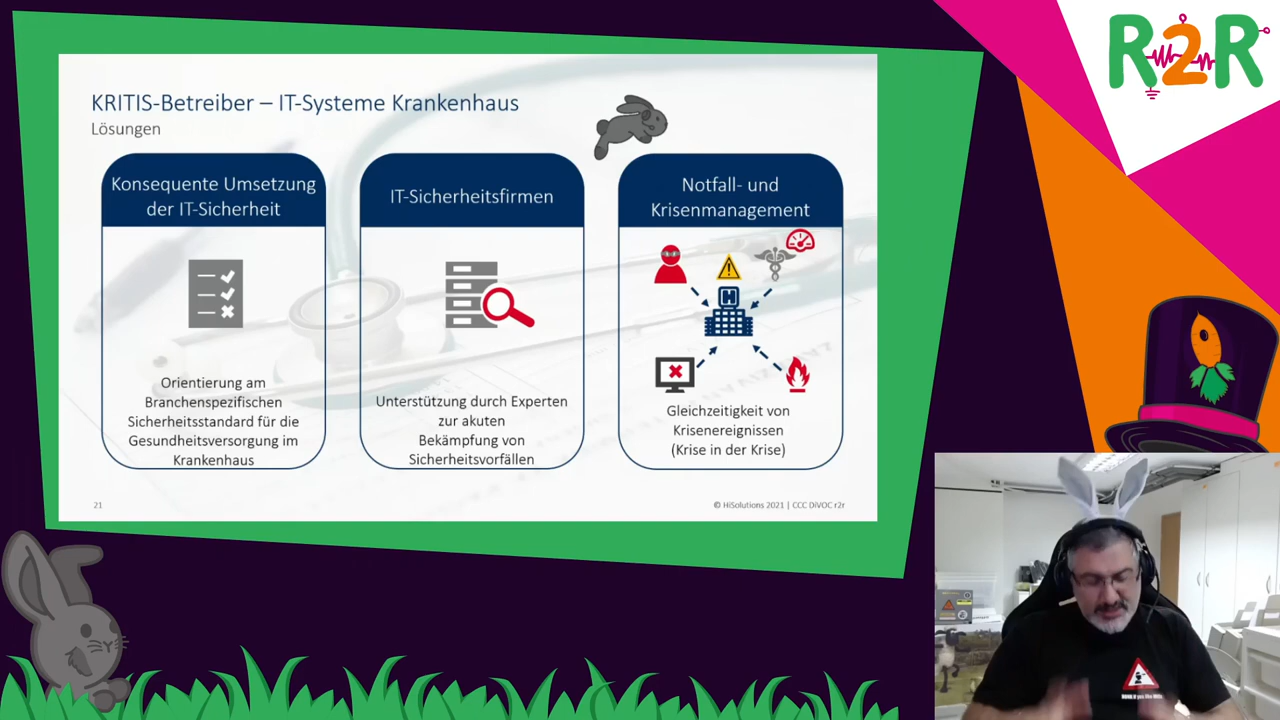 R2R
KRITIS-Betreiber – IT-Systeme Krankenhaus
Lösungen
Konsequente Umsetzung
der IT-Sicherheit
Orientierung am
Branchenspezifischen
Sicherheitsstandard für die
Gesundheitsversorgung im
Krankenhaus
IT-Sicherheitsfirmen
Unterstützung durch Experten
zur akuten
Bekämpfung von
Sicherheitsvorfällen
Notfall- und
Krisenmanagement
H
Gleichzeitigkeit von
Krisenereignissen
(Krise in der Krise)
21
© HiSolutions 2021 | CCC DiVOC r2r